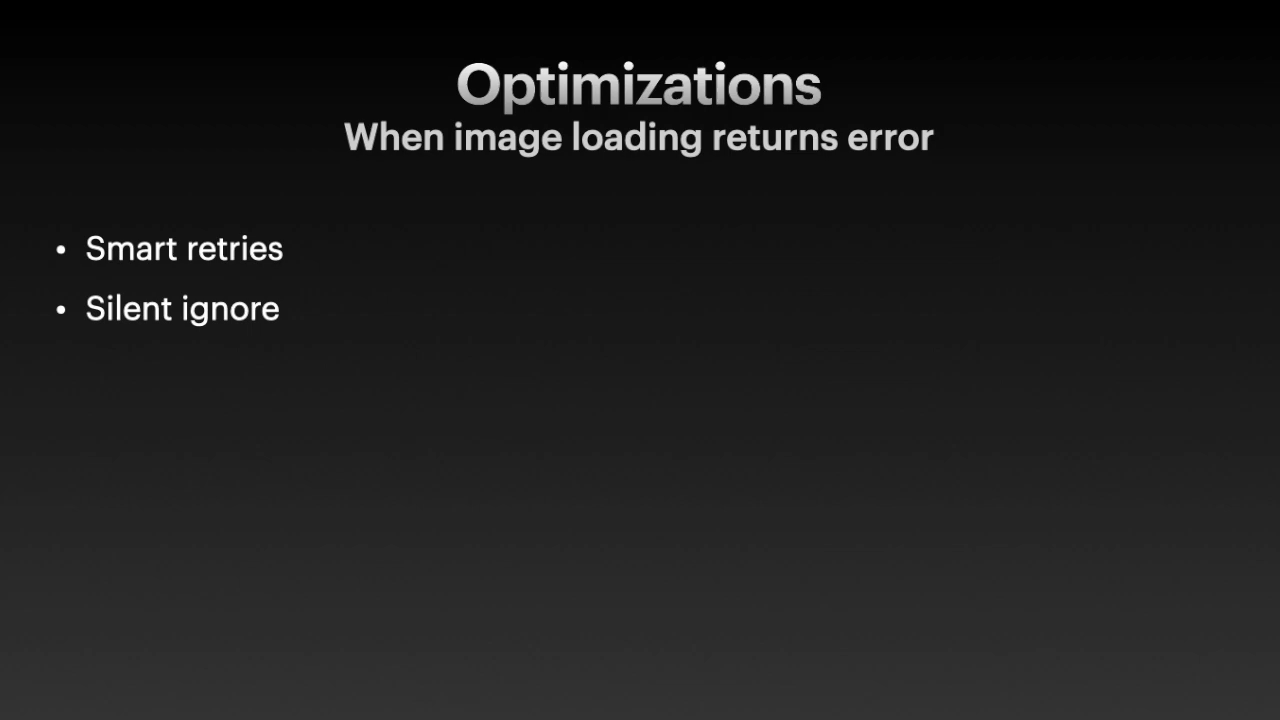 Optimizations
When image loading returns error
• Smart retries
• Silent ignore